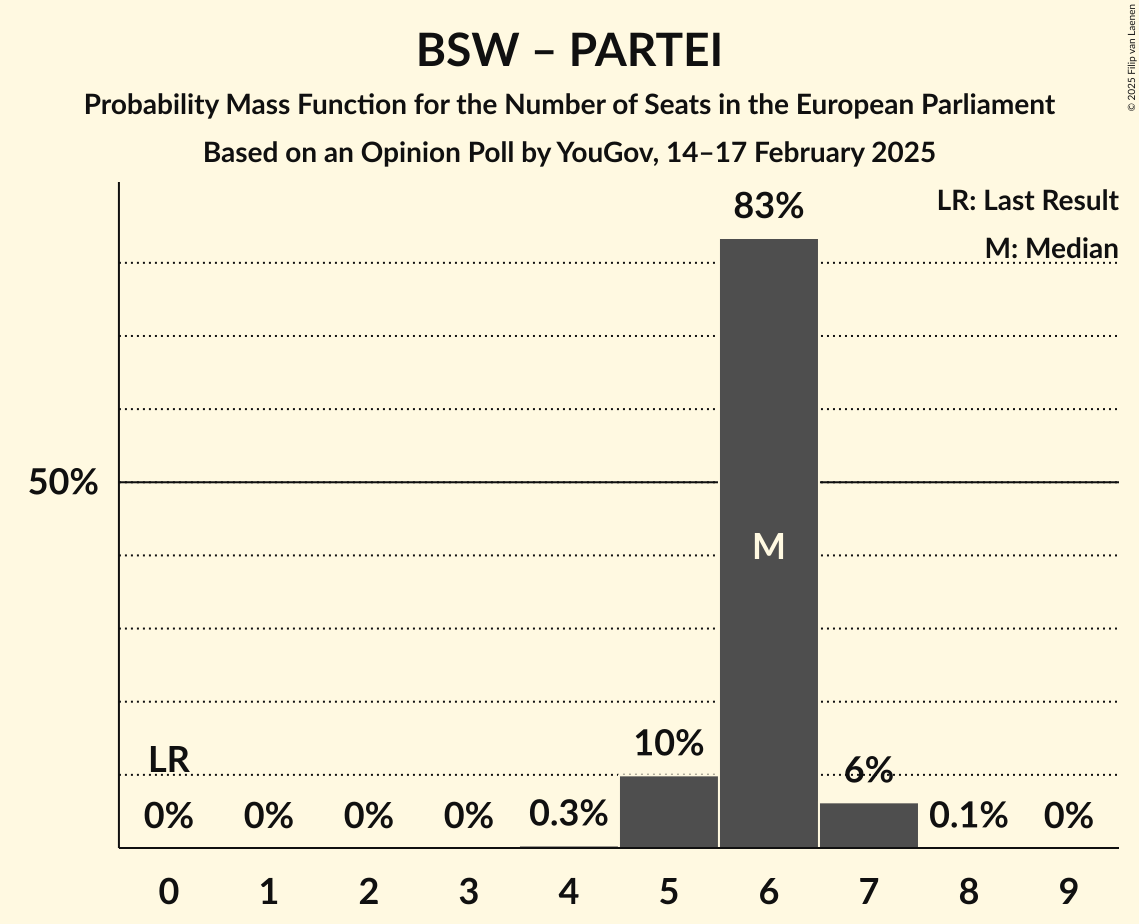 BSW – PARTEI
Probability Mass Function for the Number of Seats in the European Parliament
Based on an Opinion Poll by YouGov, 14–17 February 2025
© 2025 Filip van Laenen
LR: Last Result
M: Median
83%
50%
M
LR
10%
6%
0% 0% 0% 0% 0.3% 0.1% 0%
0 1 2 3 4 5 6 7 8 9